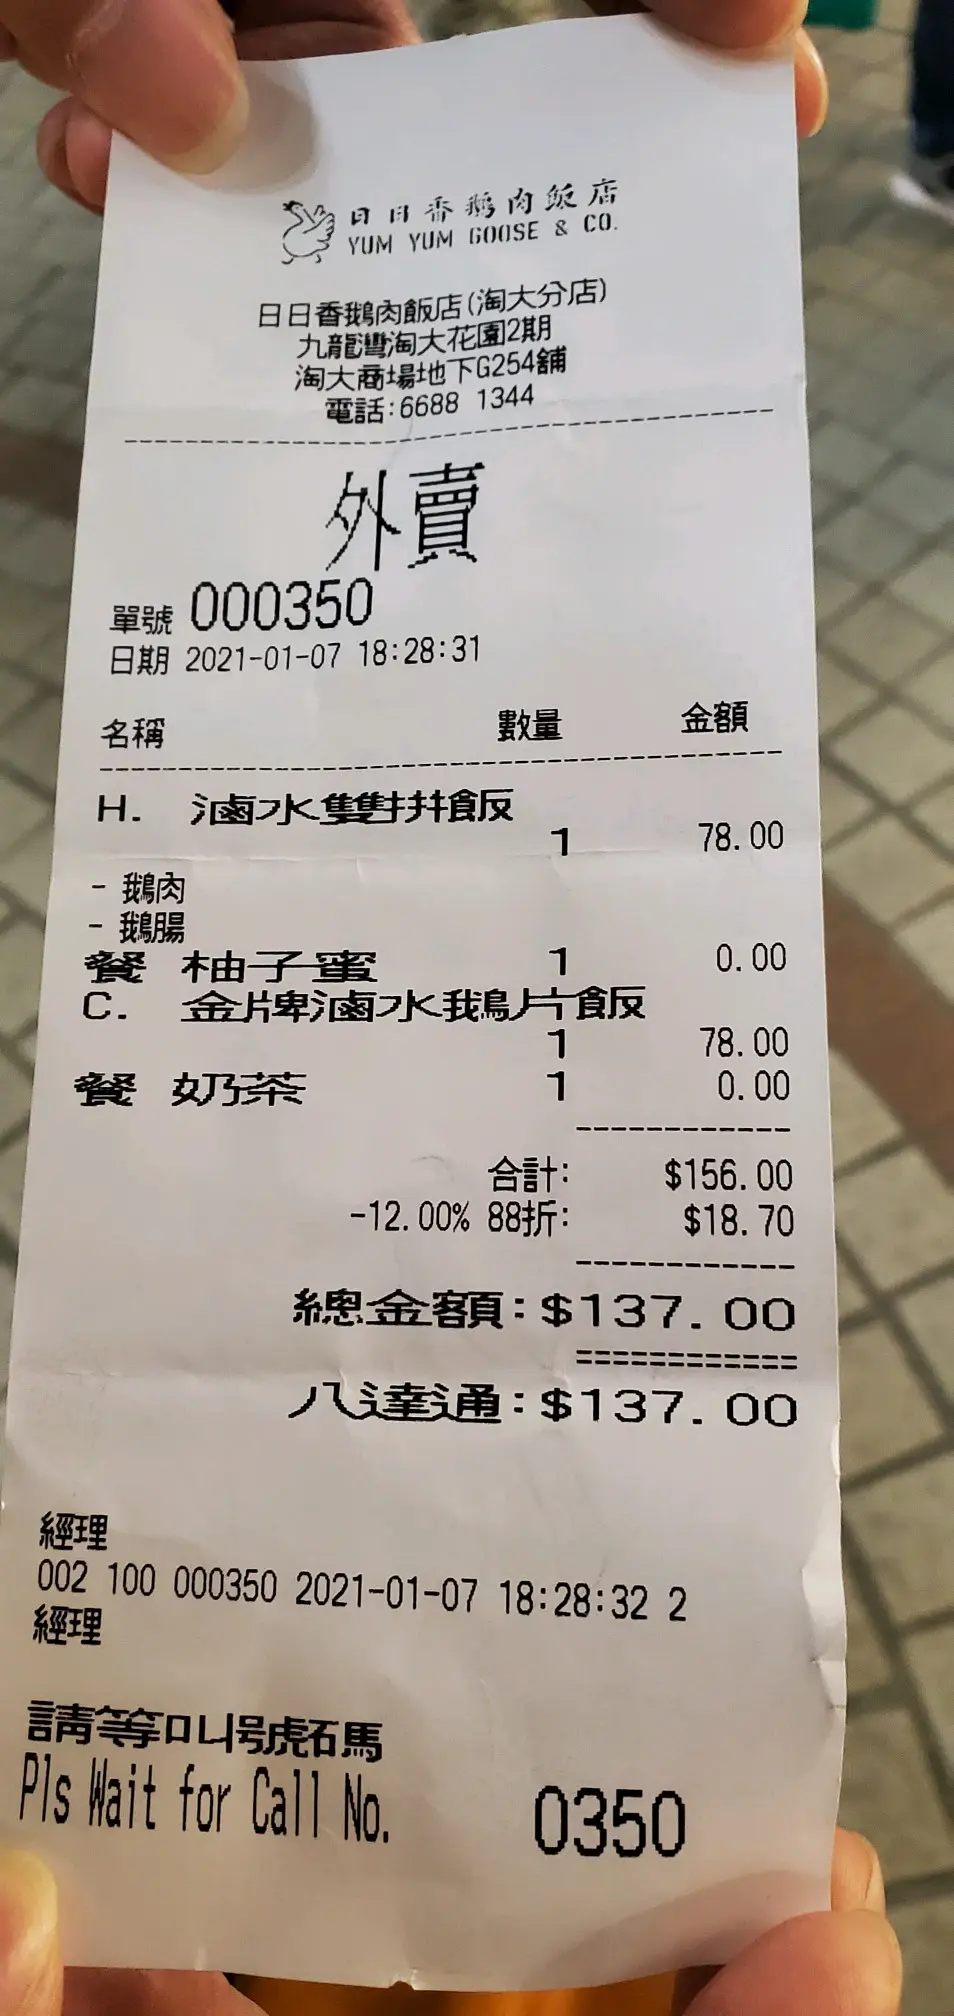 日日香鵝肉飯店
YUM YUM GOOSE & CO.
日日香鵝肉飯店(淘大分店)
九龍灣淘大花園2期
淘大商場地下G254舖
電話:6688 1344
外賣
單號 000350
日期 2021-01-07 18:28:31
名稱 數量 金額
H. 滷水雙拼飯
1 78.00
- 鵝肉
- 鵝腸
餐 柚子蜜 1 0.00
C. 金牌滷水鵝片飯
1 78.00
餐 奶茶 1 0.00
合計: $156.00
-12.00% 88折: $18.70
總金額:$137.00
八達通:$137.00
經理
002 100 000350 2021-01-07 18:28:32 2
經理
請等叫號碼
Pls Wait for Call No. 0350